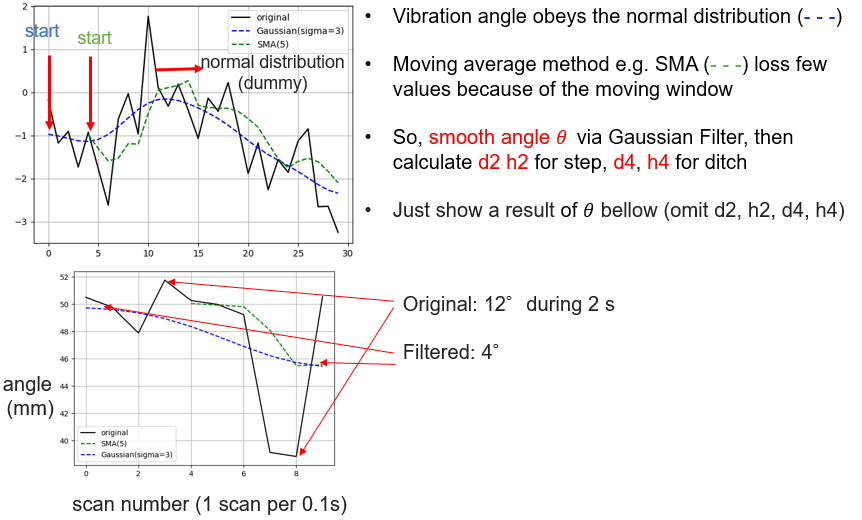 2
1
0
−1
−2
−3
0
5
10
15
20
25
30
original
Gaussian(sigma=3)
SMA(5)
start
start
normal distribution
(dummy)
• Vibration angle obeys the normal distribution (- - -)
• Moving average method e.g. SMA (- - -) loss few
values because of the moving window
• So, smooth angle θ via Gaussian Filter, then
calculate d2 h2 for step, d4, h4 for ditch
• Just show a result of θ bellow (omit d2, h2, d4, h4)
52
50
48
46
44
42
40
0
2
4
6
8
original
SMA(5)
Gaussian(sigma=3)
angle
(mm)
scan number (1 scan per 0.1s)
Original: 12° during 2 s
Filtered: 4°